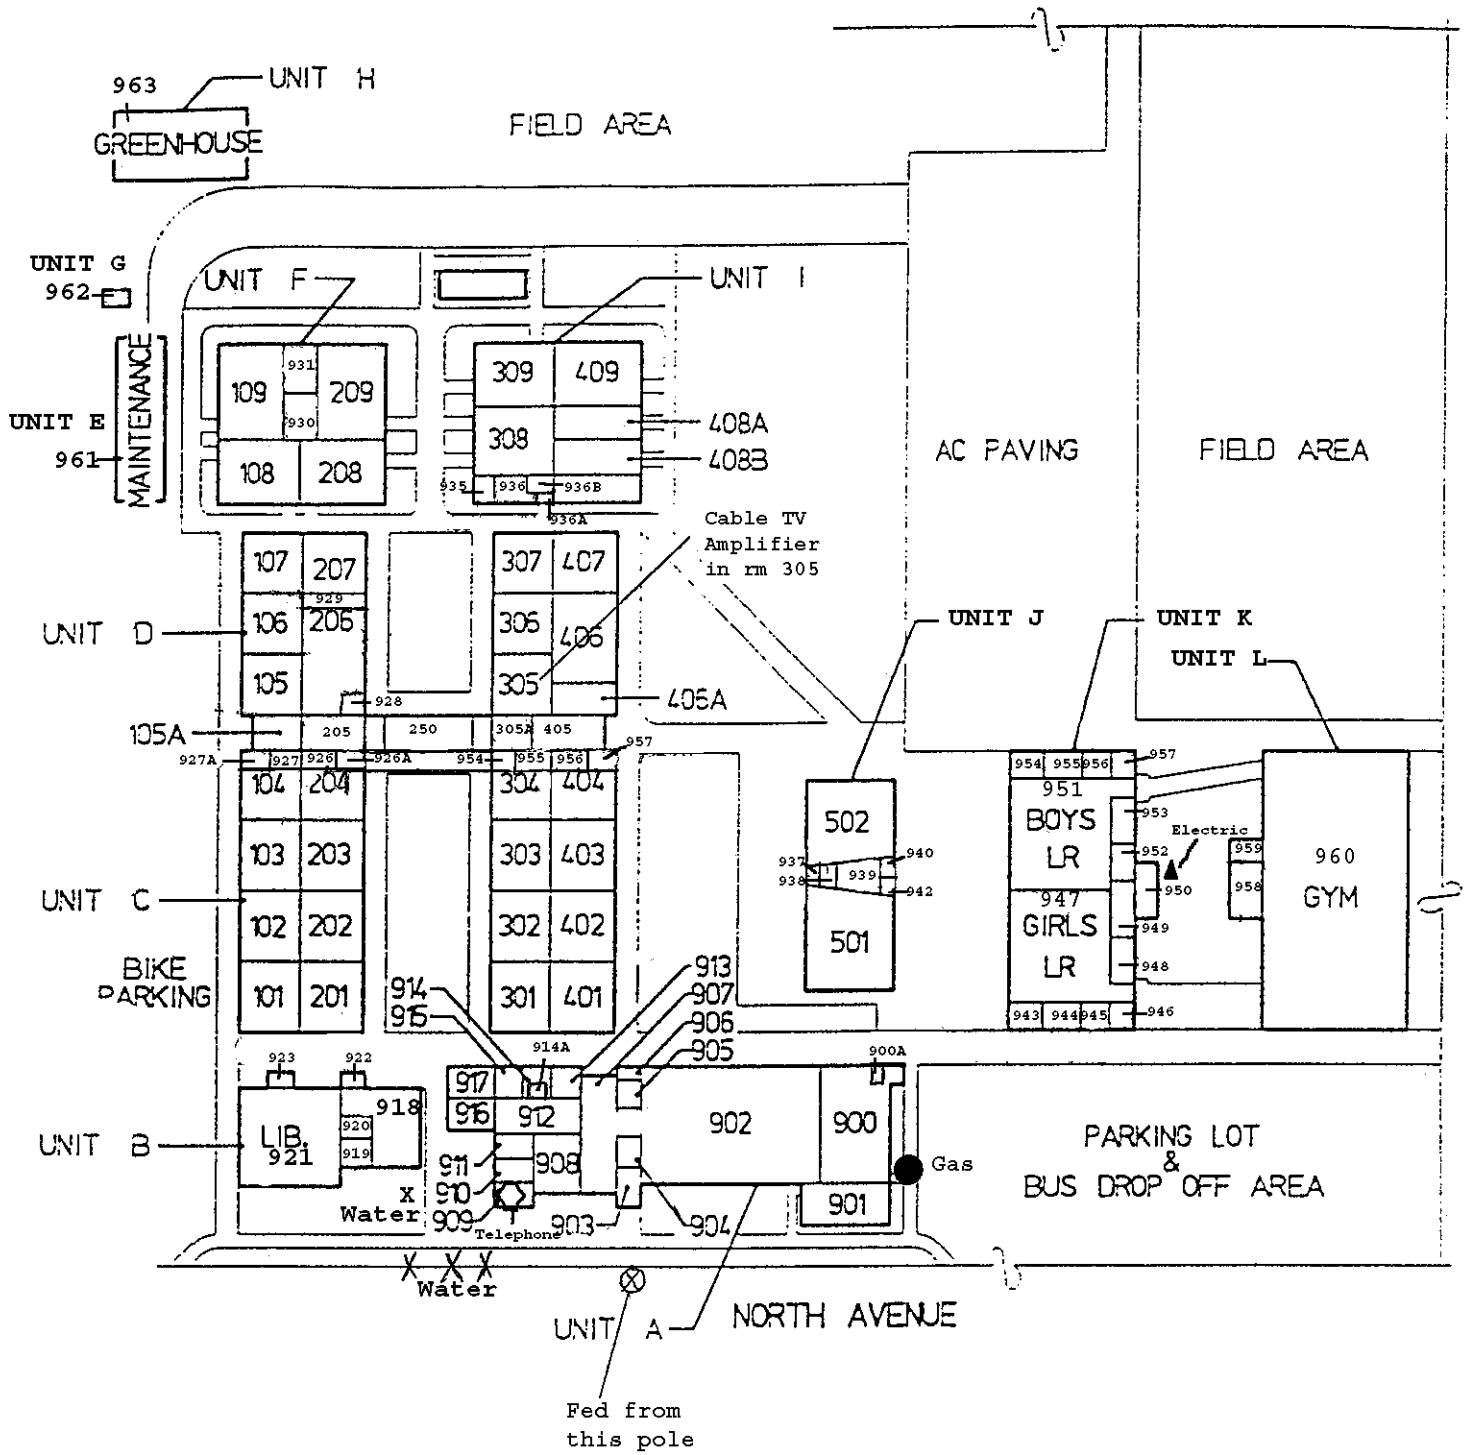 963
UNIT H
GREENHOUSE
FIELD AREA
UNIT G
962
UNIT F
UNIT I
MAINTENANCE
UNIT E
961
109
931
209
930
108
208
309
409
308
408A
408B
935
936
936B
936A
AC PAVING
FIELD AREA
Cable TV
Amplifier
in rm 305
107
207
929
106
206
105
928
307
407
306
406
305
406A
UNIT D
105A
205
250
305A
405
957
927A
927
926
926A
954
955
956
104
204
304
404
103
203
303
403
UNIT C
102
202
302
402
BIKE
PARKING
101
201
301
401
UNIT J
UNIT K
UNIT L
502
937
938
939
940
942
501
954
955
956
957
951
BOYS
LR
953
952
Electric
950
947
GIRLS
LR
949
948
943
944
945
946
959
958
960
GYM
914
915
913
907
906
905
914A
923
922
917
916
912
918
920
919
LIB.
921
UNIT B
911
910
909
908
903
904
902
900A
900
901
X
Water
Telephone
Gas
PARKING LOT
&
BUS DROP OFF AREA
X X X
Water
X
UNIT A
NORTH AVENUE
Fed from
this pole